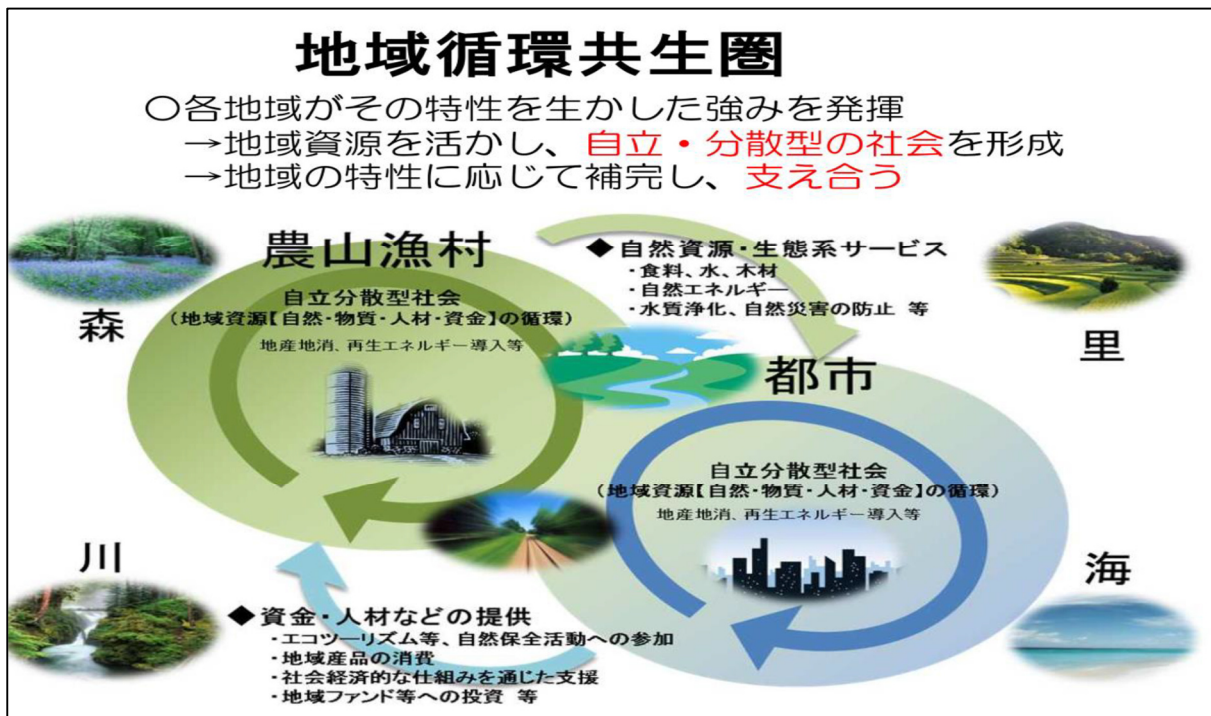 地域循環共生圏
○各地域がその特性を生かした強みを発揮
→地域資源を活かし、自立・分散型の社会を形成
→地域の特性に応じて補完し、支え合う
農山漁村
自立分散型社会
(地域資源【自然・物質・人材・資金】の循環)
地産地消、再生エネルギー導入等
森
◆自然資源・生態系サービス
・食料、水、木材
・自然エネルギー
・水質浄化、自然災害の防止 等
里
都市
自立分散型社会
(地域資源【自然・物質・人材・資金】の循環)
地産地消、再生エネルギー導入等
川
◆資金・人材などの提供
・エコツーリズム等、自然保全活動への参加
・地域産品の消費
・社会経済的な仕組みを通じた支援
・地域ファンド等への投資 等
海